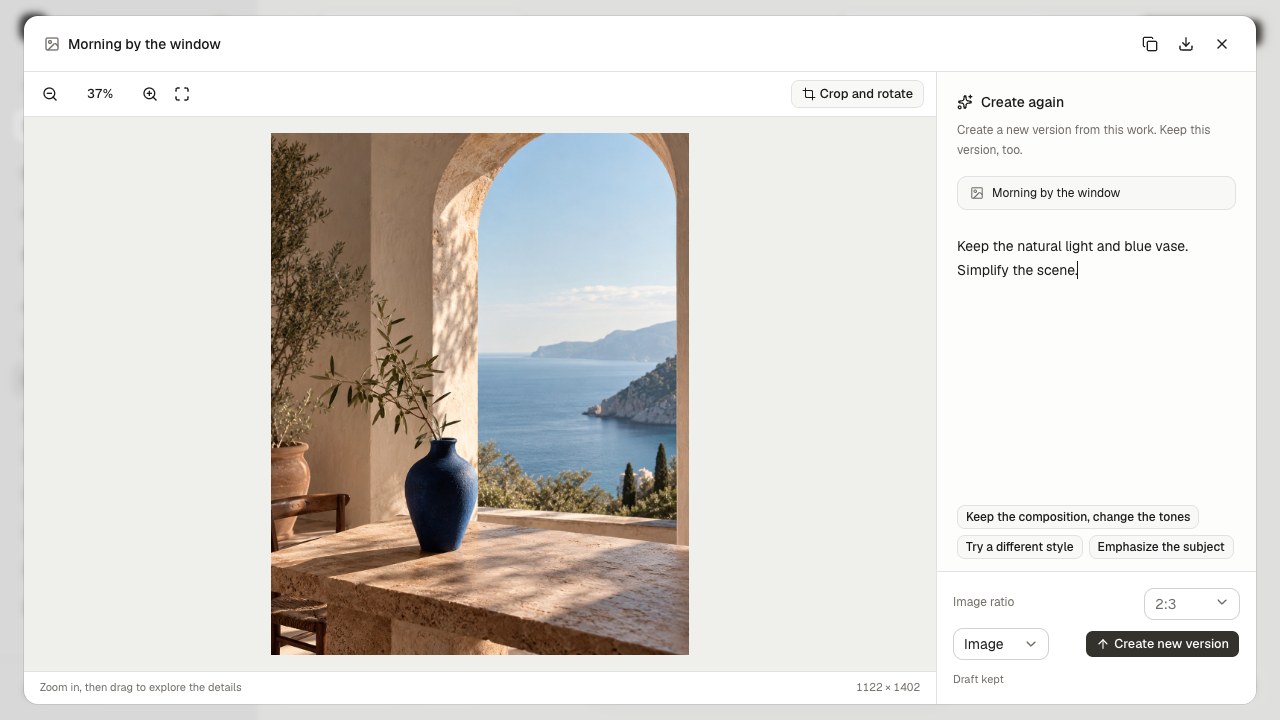 Morning by the window
37%
Crop and rotate
Create again
Create a new version from this work. Keep this
version, too.
Morning by the window
Keep the natural light and blue vase.
Simplify the scene.
Keep the composition, change the tones
Try a different style
Emphasize the subject
Image ratio
2:3
Image
Create new version
Draft kept
Zoom in, then drag to explore the details
1122 × 1402